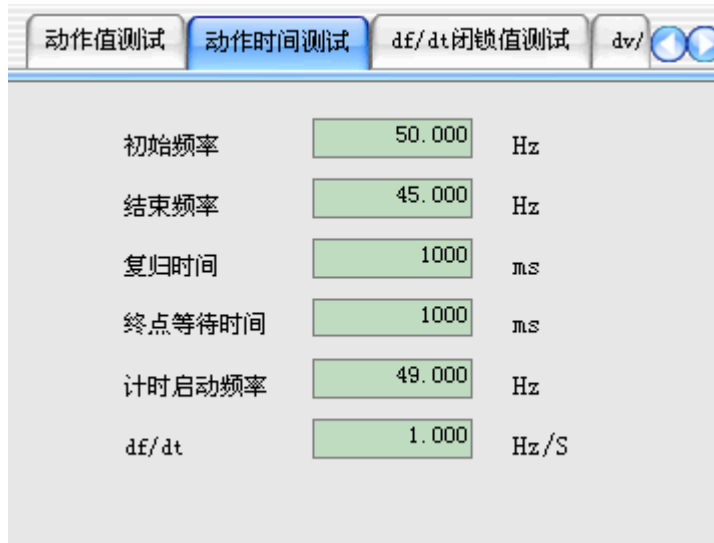 动作值测试 动作时间测试 df/dt闭锁值测试 dv/
初始频率 50.000 Hz
结束频率 45.000 Hz
复归时间 1000 ms
终点等待时间 1000 ms
计时启动频率 49.000 Hz
df/dt 1.000 Hz/S